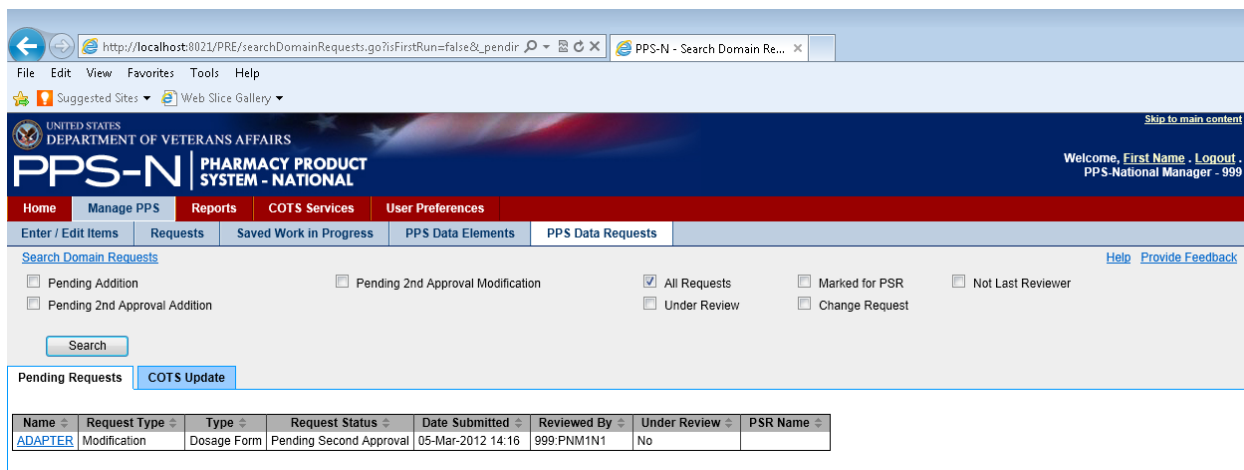 http://localhost:8021/PRE/searchDomainRequests.go?isFirstRun=false&_pendir
PPS-N - Search Domain Re...
File Edit View Favorites Tools Help
Suggested Sites Web Slice Gallery
Skip to main content
UNITED STATES
DEPARTMENT OF VETERANS AFFAIRS
PPS-N PHARMACY PRODUCT
SYSTEM - NATIONAL
Welcome, First Name . Logout .
PPS-National Manager - 999
Home Manage PPS Reports COTS Services User Preferences
Enter / Edit Items Requests Saved Work in Progress PPS Data Elements PPS Data Requests
Search Domain Requests Help Provide Feedback
Pending Addition Pending 2nd Approval Modification All Requests Marked for PSR Not Last Reviewer
Pending 2nd Approval Addition Under Review Change Request
Search
Pending Requests COTS Update
Name Request Type Type Request Status Date Submitted Reviewed By Under Review PSR Name
ADAPTER Modification Dosage Form Pending Second Approval 05-Mar-2012 14:16 999:PNM1N1 No